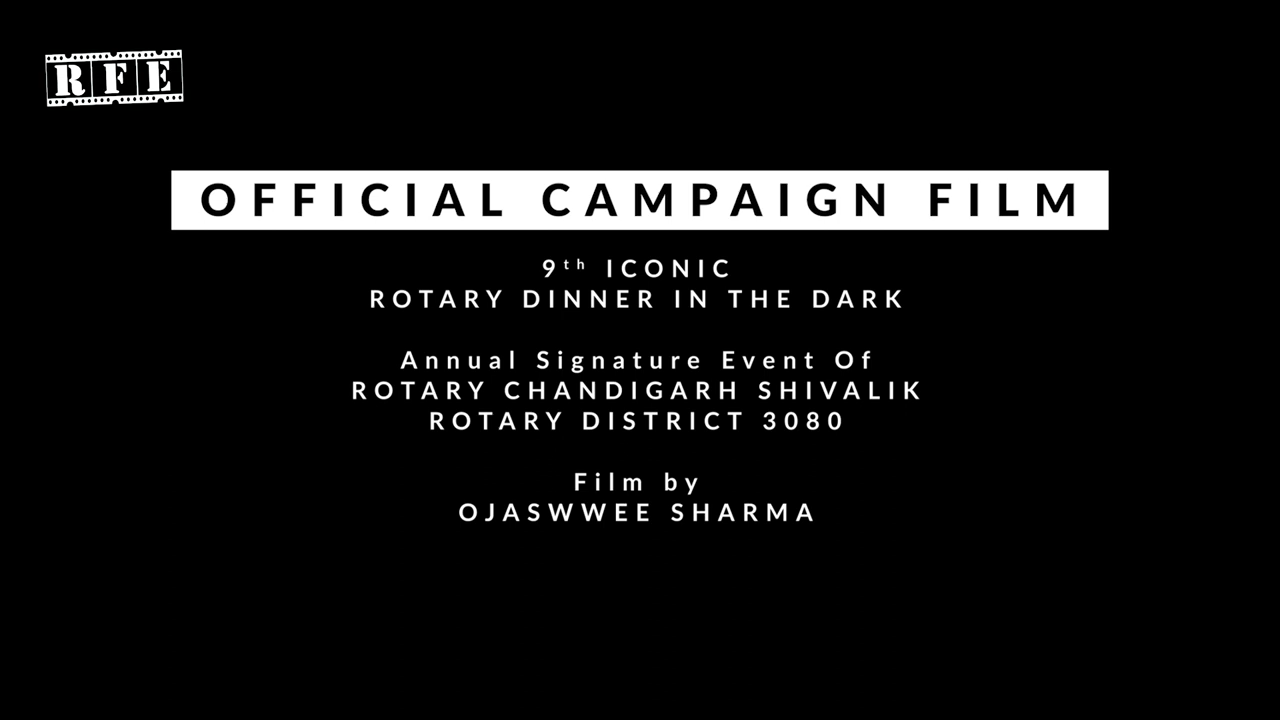 RFE
OFFICIAL CAMPAIGN FILM
9th ICONIC
ROTARY DINNER IN THE DARK
Annual Signature Event Of
ROTARY CHANDIGARH SHIVALIK
ROTARY DISTRICT 3080
Film by
OJASWWEE SHARMA